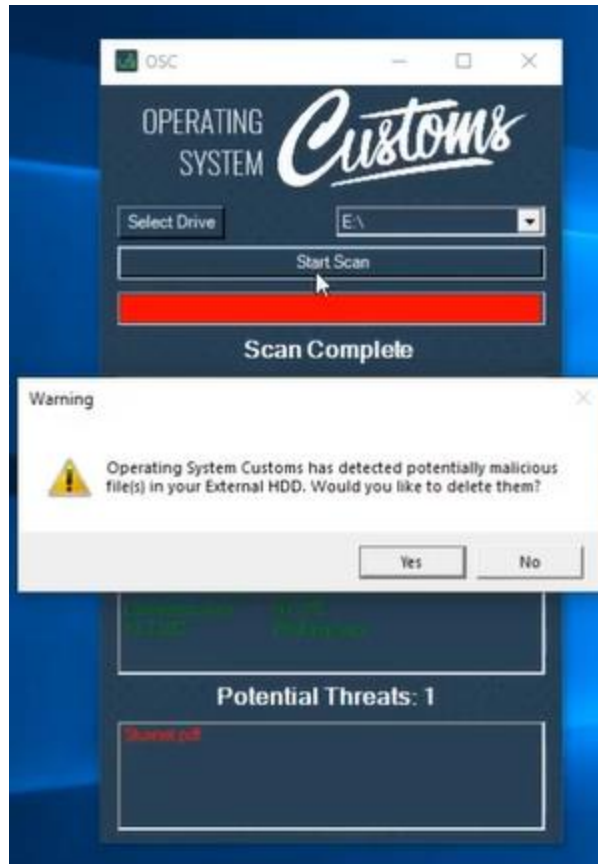 OSC
OPERATING
SYSTEM
Customs
Select Drive
E:\
Start Scan
Scan Complete
Warning
Operating System Customs has detected potentially malicious
file(s) in your External HDD. Would you like to delete them?
Yes
No
Potential Threats: 1